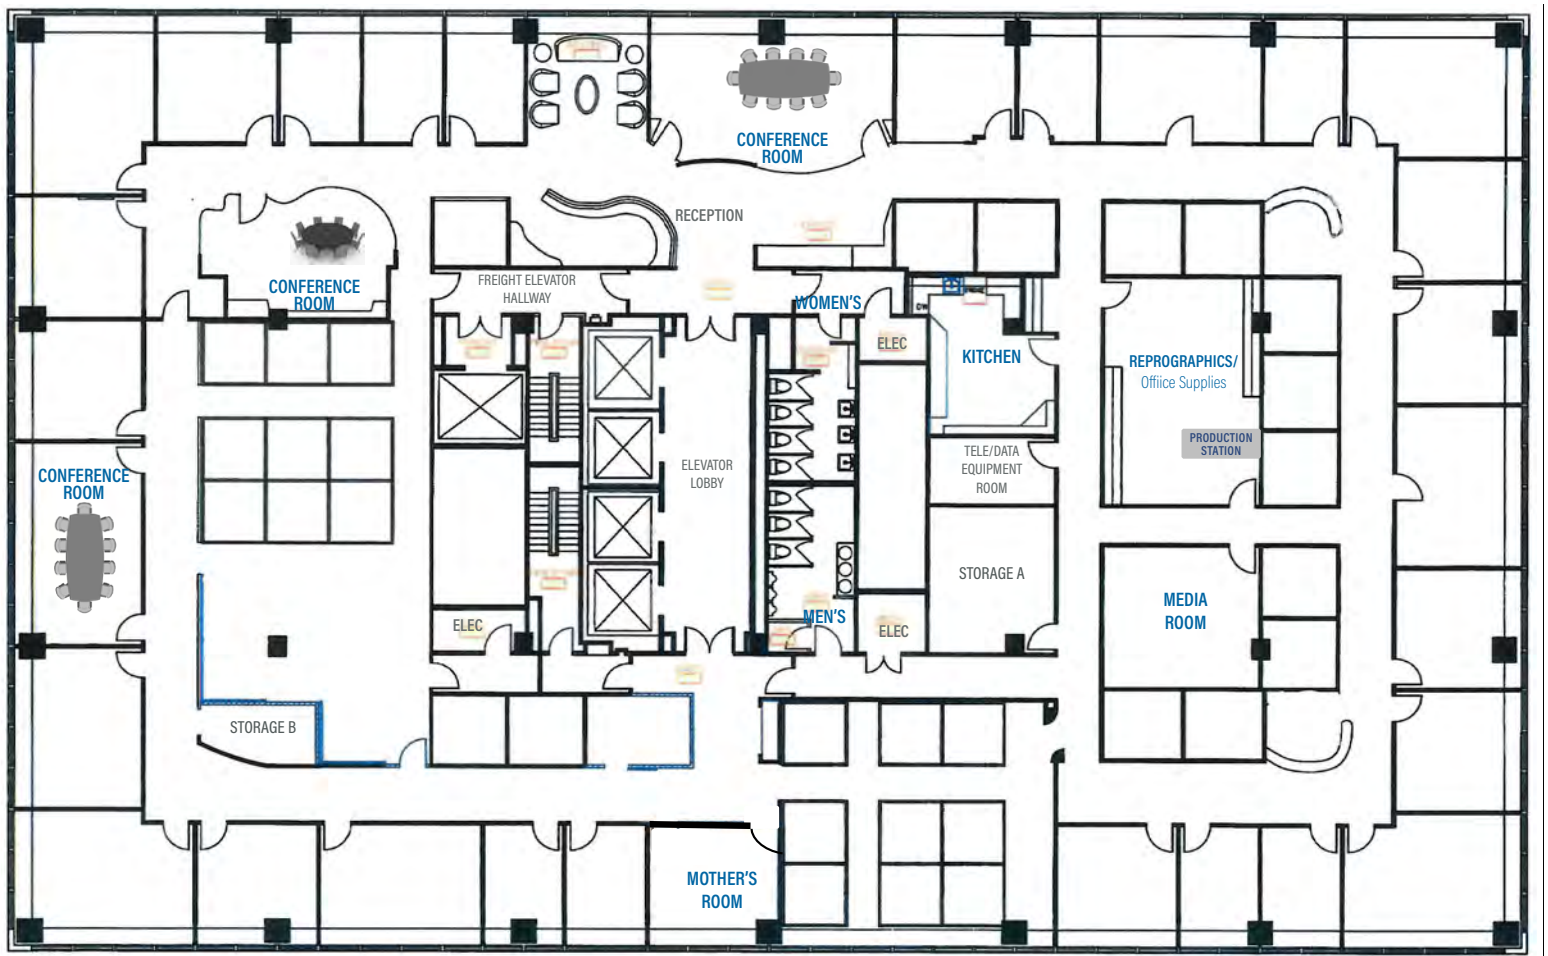 CONFERENCE
ROOM
RECEPTION
CONFERENCE
ROOM
FREIGHT ELEVATOR
HALLWAY
WOMEN'S
ELEC
KITCHEN
REPROGRAPHICS/
Offiice Supplies
PRODUCTION
STATION
CONFERENCE
ROOM
ELEVATOR
LOBBY
TELE/DATA
EQUIPMENT
ROOM
STORAGE A
MEDIA
ROOM
MEN'S
ELEC
ELEC
STORAGE B
MOTHER'S
ROOM